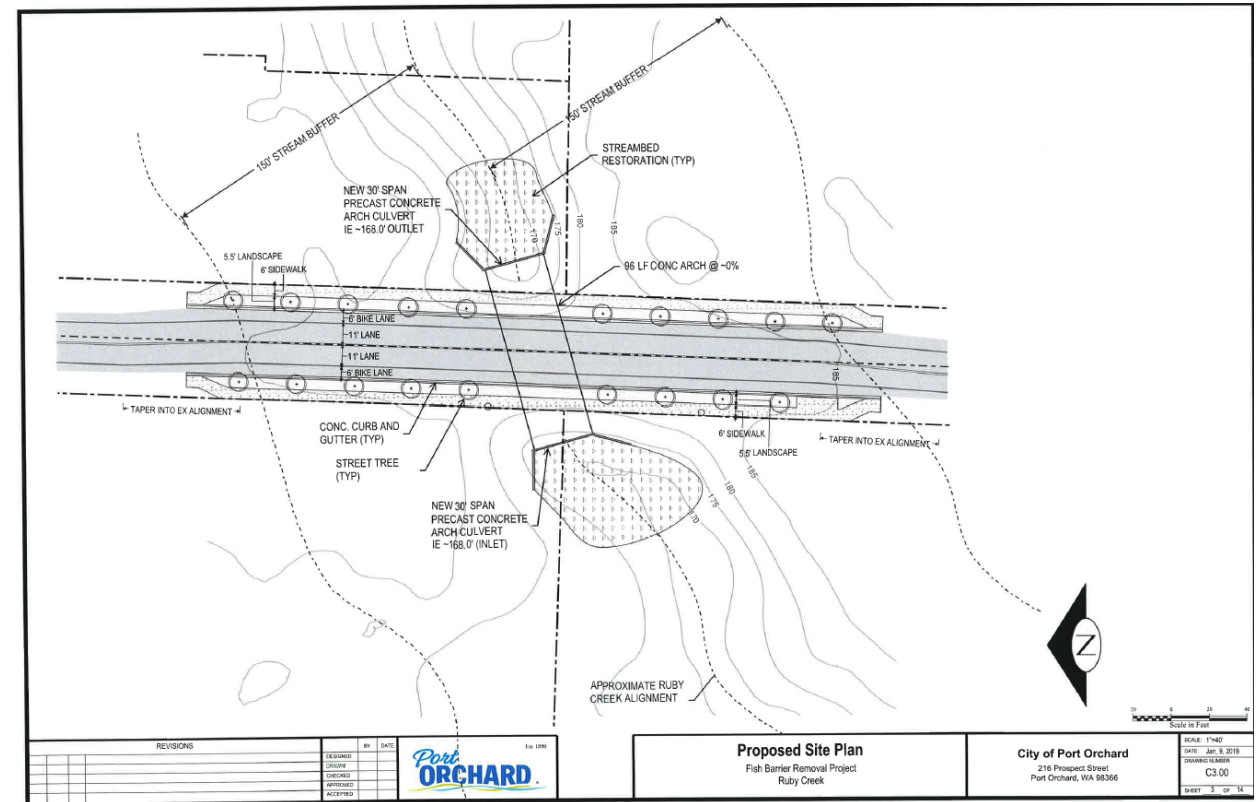 150' STREAM BUFFER
150' STREAM BUFFER
STREAMBED
RESTORATION (TYP)
NEW 30' SPAN
PRECAST CONCRETE
ARCH CULVERT
IE ~168.0' OUTLET
170
175
180
185
5.5' LANDSCAPE
6' SIDEWALK
96 LF CONC ARCH @ ~0%
6' BIKE LANE
11' LANE
11' LANE
6' BIKE LANE
185
TAPER INTO EX ALIGNMENT
CONC. CURB AND
GUTTER (TYP)
STREET TREE
(TYP)
6' SIDEWALK
5.5' LANDSCAPE
TAPER INTO EX ALIGNMENT
185
180
175
170
NEW 30' SPAN
PRECAST CONCRETE
ARCH CULVERT
IE ~168.0' (INLET)
APPROXIMATE RUBY
CREEK ALIGNMENT
Z
20 0 20 40
Scale in Feet
REVISIONS
BY DATE
DESIGNED
DRAWN
CHECKED
APPROVED
ACCEPTED
Port
ORCHARD.
Est. 1890
Proposed Site Plan
Fish Barrier Removal Project
Ruby Creek
City of Port Orchard
216 Prospect Street
Port Orchard, WA 98366
SCALE: 1"=40'
DATE: Jan, 9, 2019
DRAWING NUMBER
C3.00
SHEET 3 OF 14